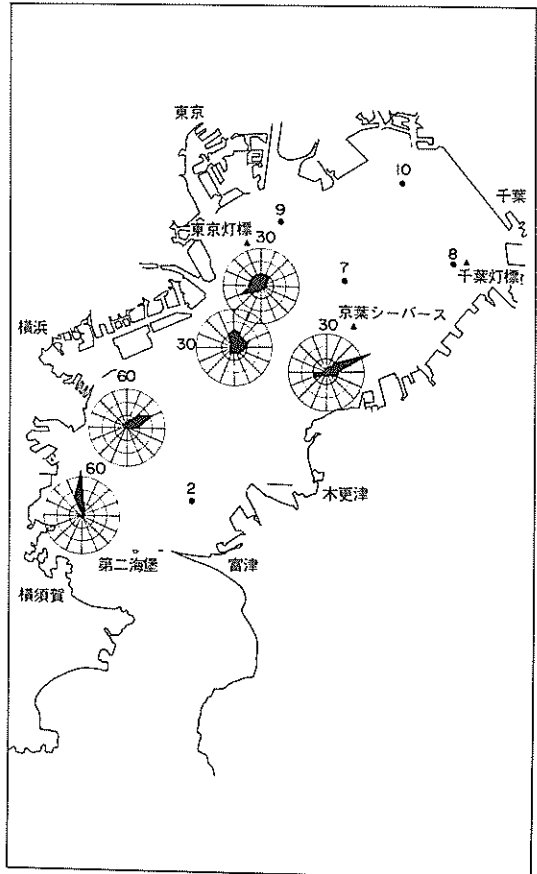 東京
10
千葉
9
東京灯標
30
8
7
千葉灯標
京葉シーバース
30
横浜
30
60
60
2
木更津
第二海堡
富津
横須賀